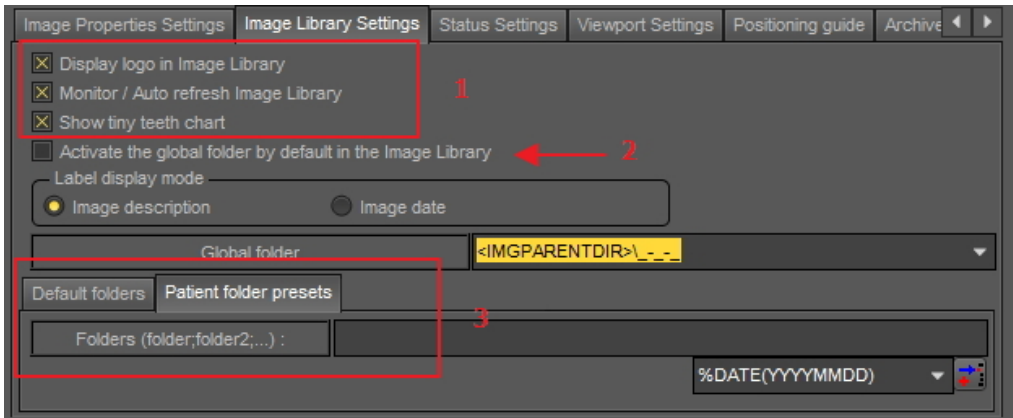 Image Properties Settings Image Library Settings Status Settings Viewport Settings Positioning guide Archive
Display logo in Image Library
Monitor / Auto refresh Image Library
1
Show tiny teeth chart
Activate the global folder by default in the Image Library
2
Label display mode
Image description Image date
Global folder <IMGPARENTDIR>\_-_-_
Default folders Patient folder presets
3
Folders (folder;folder2;...) :
%DATE(YYYYMMDD)